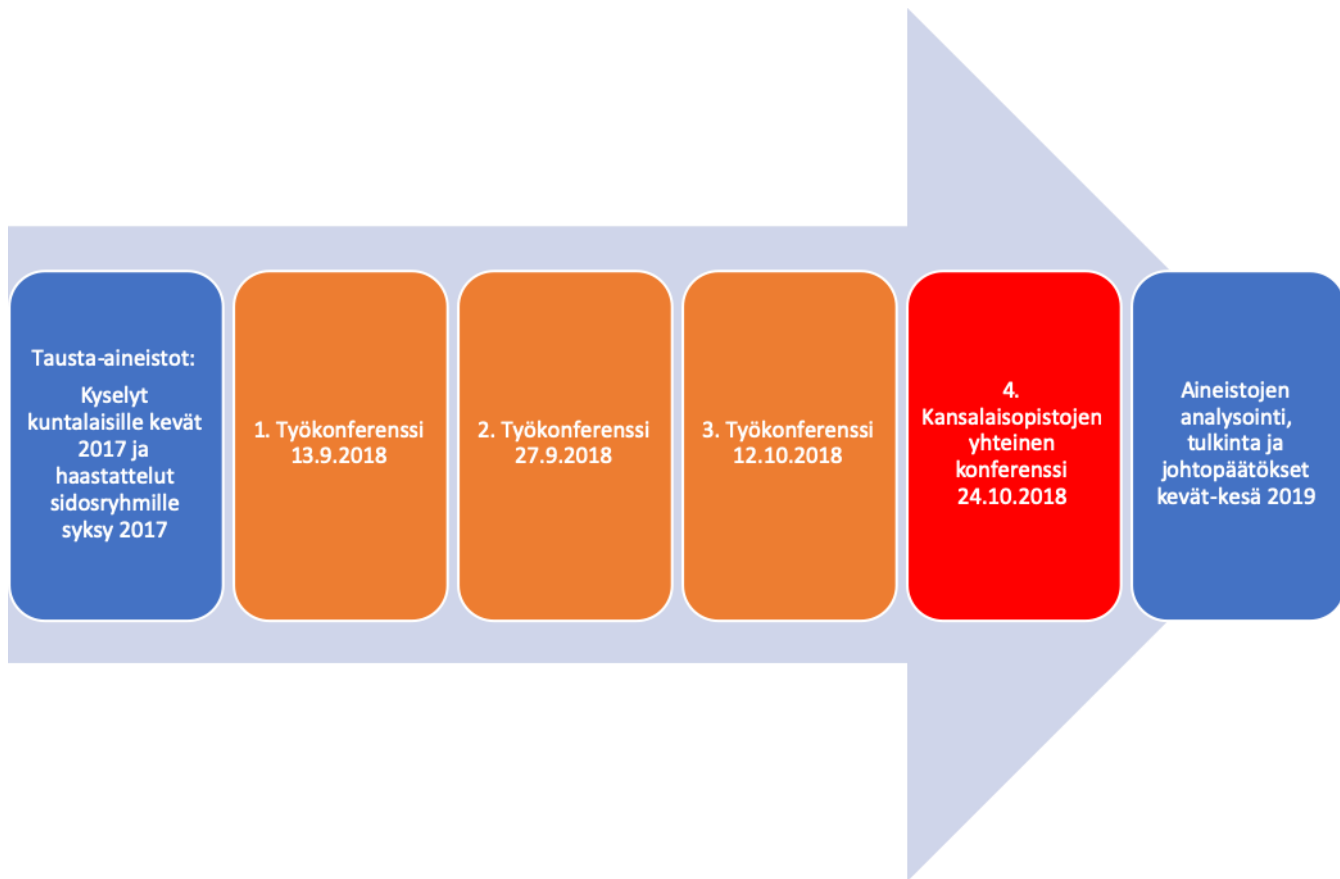 Tausta-aineistot:
Kyselyt
kuntalaisille kevät
2017 ja
haastattelut
sidosryhmille
syksy 2017
1. Työkonferenssi
13.9.2018
2. Työkonferenssi
27.9.2018
3. Työkonferenssi
12.10.2018
4.
Kansalaisopistojen
yhteinen
konferenssi
24.10.2018
Aineistojen
analysointi,
tulkinta ja
johtopäätökset
kevät-kesä 2019